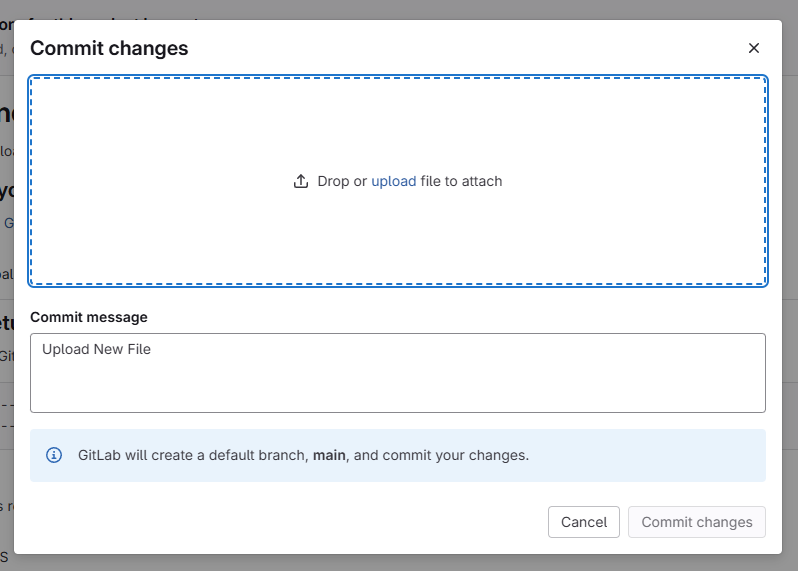 Commit changes
Drop or upload file to attach
Commit message
Upload New File
GitLab will create a default branch, main, and commit your changes.
Cancel
Commit changes